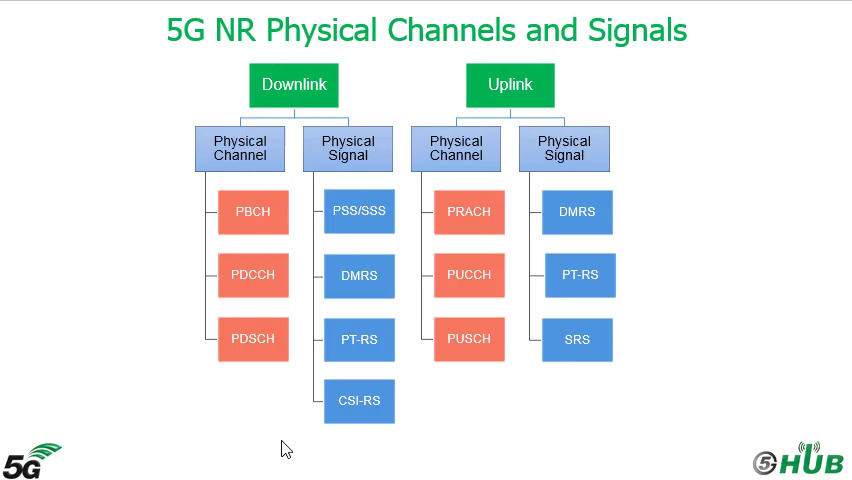 5G NR Physical Channels and Signals
Downlink
Uplink
Physical
Channel
Physical
Signal
Physical
Channel
Physical
Signal
PBCH
PSS/SSS
PRACH
DMRS
PDCCH
DMRS
PUCCH
PT-RS
PDSCH
PT-RS
PUSCH
SRS
CSI-RS
5G
5 HUB